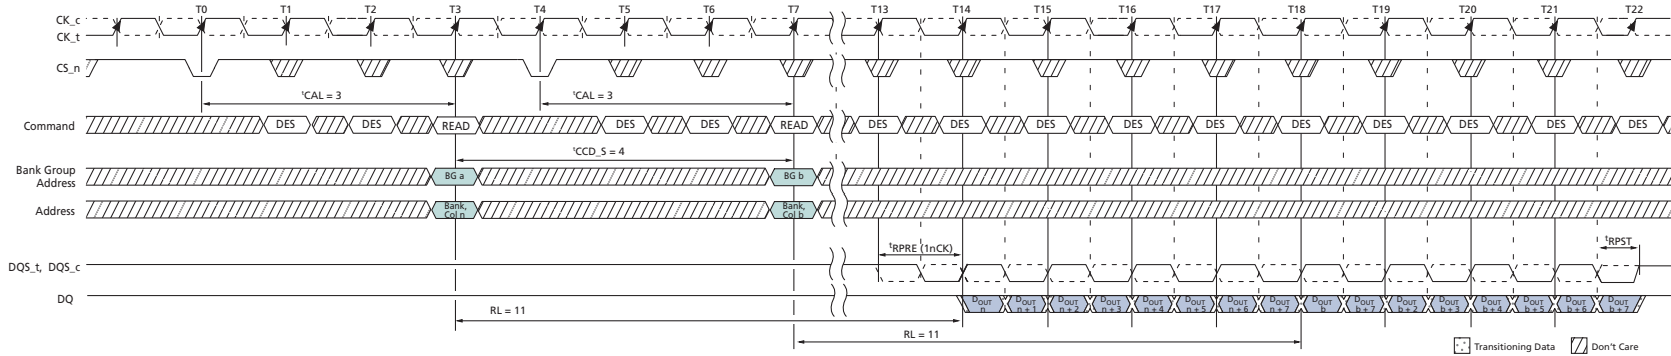 T0 T1 T2 T3 T4 T5 T6 T7 T13 T14 T15 T16 T17 T18 T19 T20 T21 T22
CK_c
CK_t
CS_n
tCAL = 3 tCAL = 3
Command DES DES READ DES DES READ DES DES DES DES DES DES DES DES DES DES
tCCD_S = 4
Bank Group
Address BG a BG b
Address Bank, Col n Bank, Col b
tRPRE (1nCK) tRPST
DQS_t, DQS_c
DQ DOUT n DOUT n + 1 DOUT n + 2 DOUT n + 3 DOUT n + 4 DOUT n + 5 DOUT n + 6 DOUT n + 7 DOUT b DOUT b + 7 DOUT b + 2 DOUT b + 3 DOUT b + 4 DOUT b + 5 DOUT b + 6 DOUT b + 7
RL = 11
RL = 11
Transitioning Data Don't Care